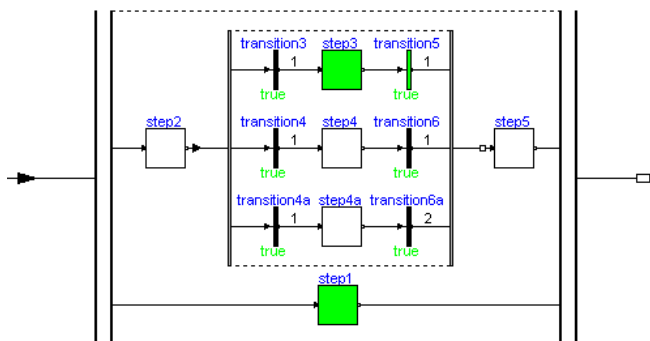 transition3 step3 transition5
1 1
true true
step2 transition4 step4 transition6 step5
1 1
true true
transition4a step4a transition6a
1 2
true true
step1